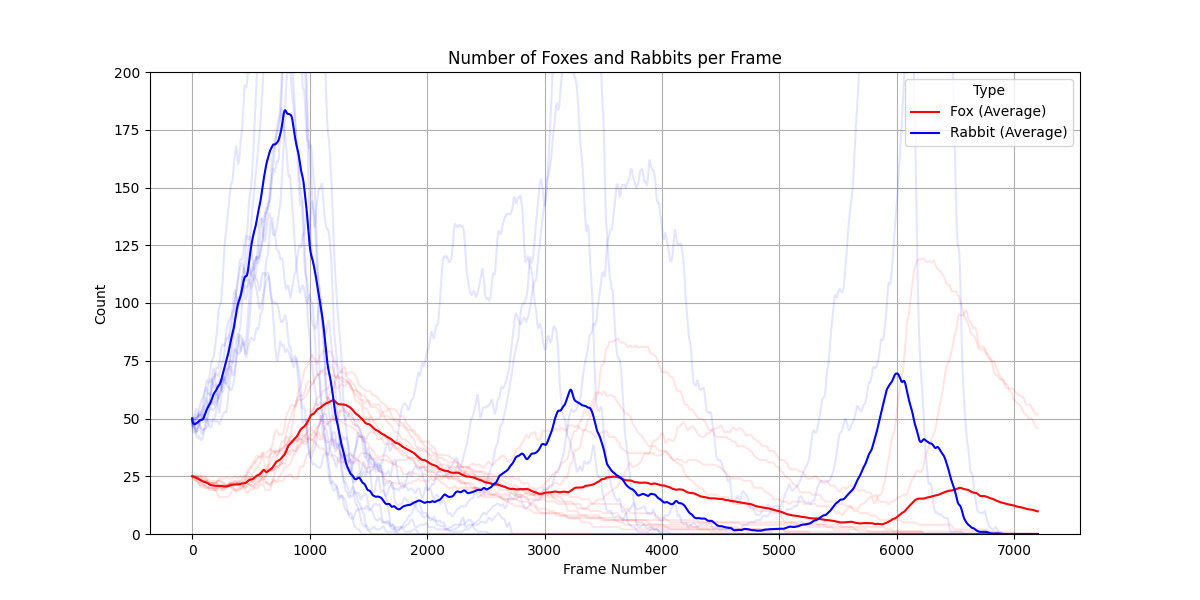 Number of Foxes and Rabbits per Frame
Type
Fox (Average)
Rabbit (Average)
Count
200
175
150
125
100
75
50
25
0
0 1000 2000 3000 4000 5000 6000 7000
Frame Number